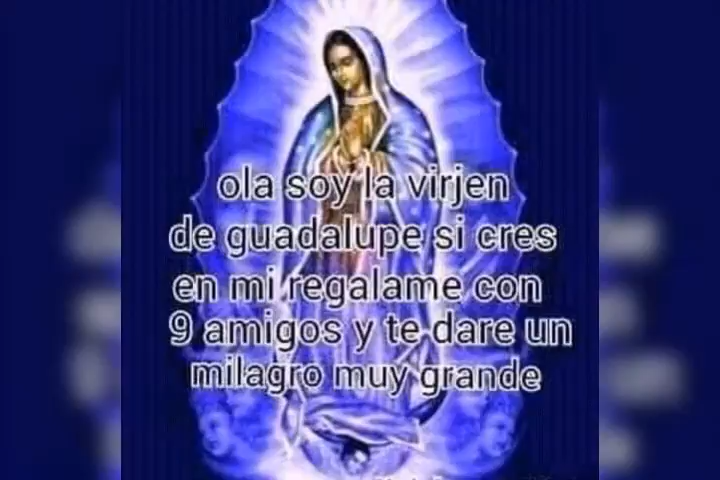 ola soy la virjen
de guadalupe si cres
en mi regalame con
9 amigos y te dare un
milagro muy grande